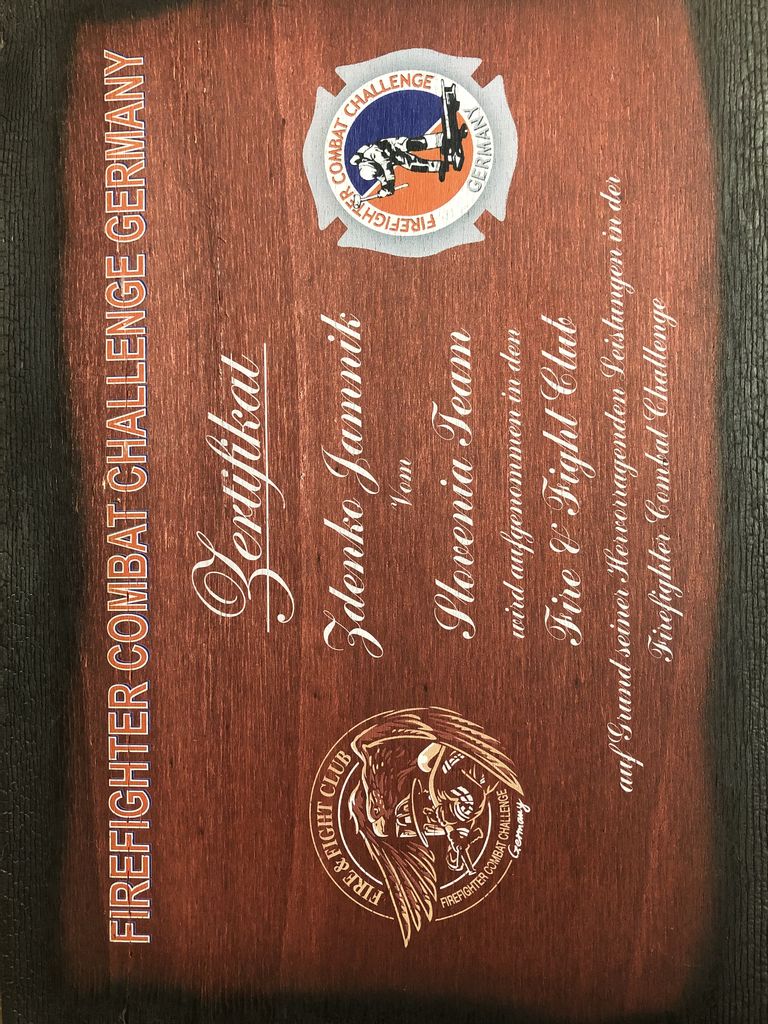 FIREFIGHTER COMBAT CHALLENGE GERMANY
FIREFIGHTER COMBAT CHALLENGE
GERMANY
Zertifikat
Zdenko Jamnik
Vom
Slovenia Team
wird aufgenommen in den
Fire & Fight Club
auf Grund seiner Hervorragenden Leistungen in der
Firefighter Combat Challenge
FIRE & FIGHT CLUB
FIREFIGHTER COMBAT CHALLENGE
Germany